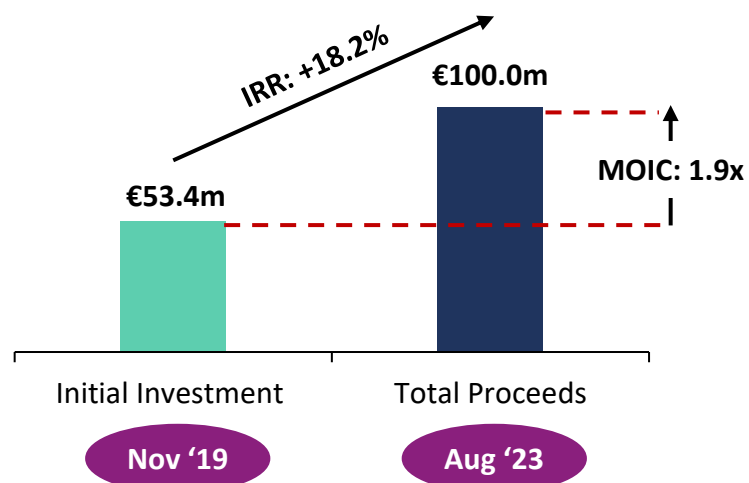 IRR: +18.2%
€100.0m
MOIC: 1.9x
€53.4m
Initial Investment
Total Proceeds
Nov ‘19
Aug ‘23